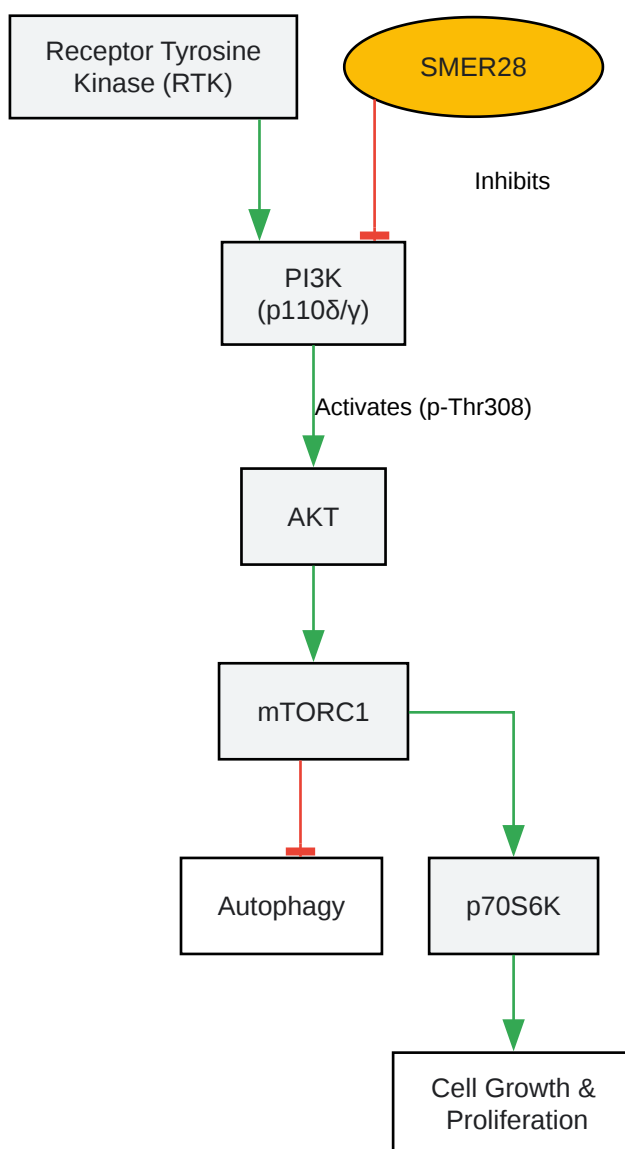 Receptor Tyrosine
Kinase (RTK)
SMER28
Inhibits
PI3K
(p110δ/γ)
Activates (p-Thr308)
AKT
mTORC1
Autophagy
p70S6K
Cell Growth &
Proliferation